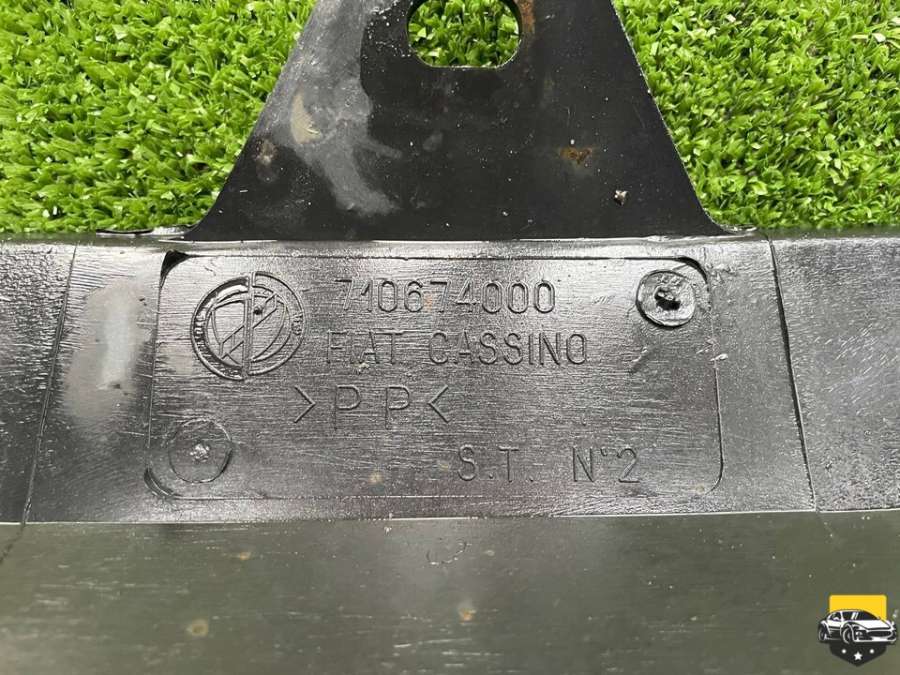 710674000
FIAT CASSINO
>PP<
S.T. N°2